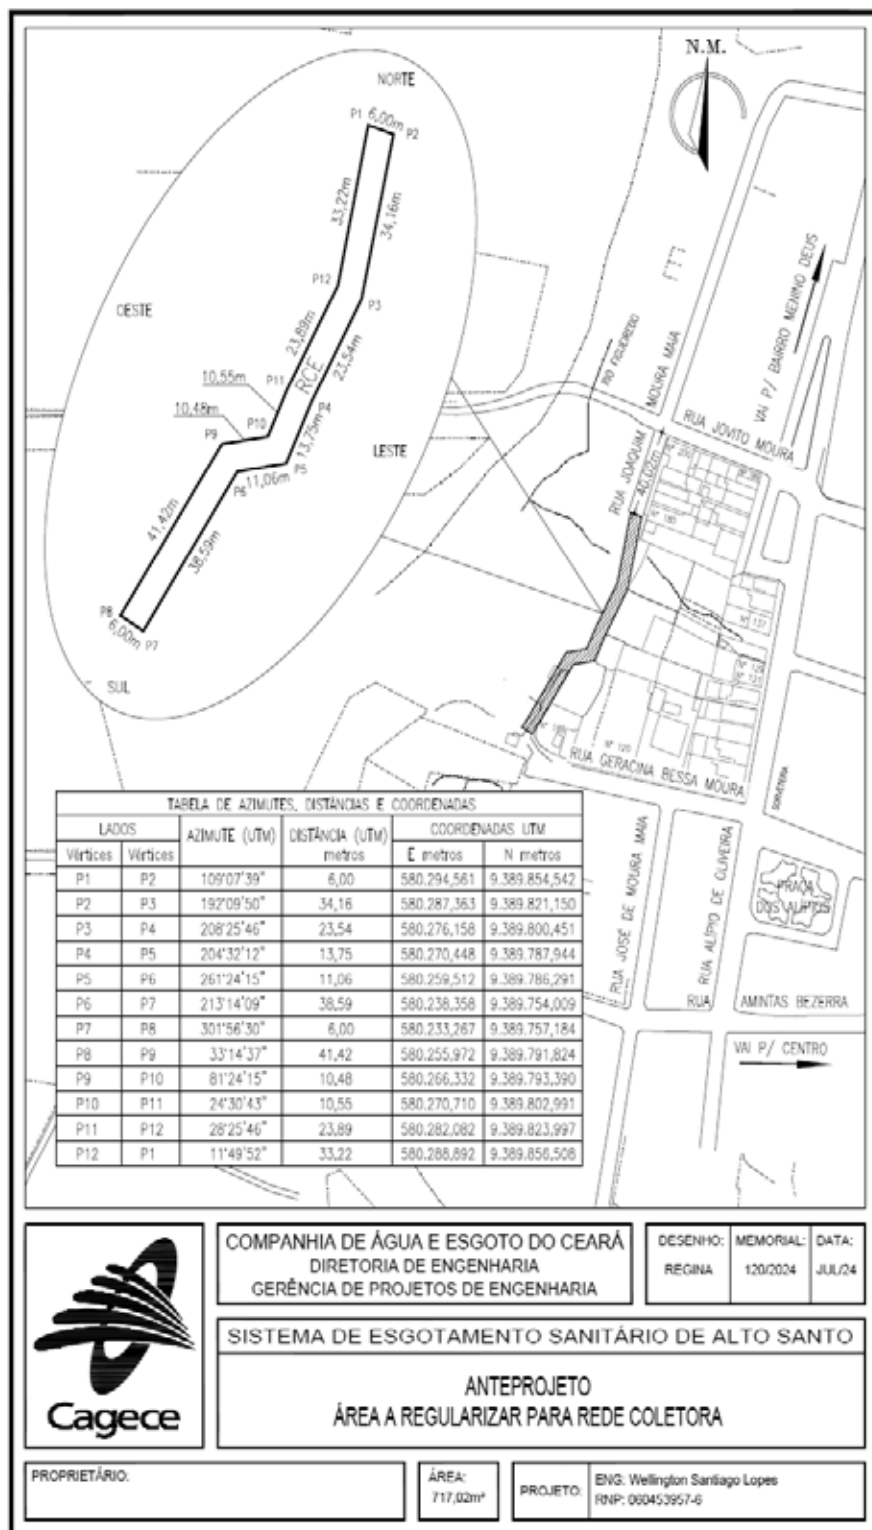 N.M.
NORTE
P1 6,00m P2
33,22m
34,16m
P12
P3
OESTE
23,89m
RCE
23,54m
10,55m
P11
10,48m
P10
P4
P9
13,75m
P5
LESTE
P6
11,06m
41,42m
38,59m
P8
6,00m
P7
SUL
VAI P/ BAIRRO MENINO DEUS
RIO FIGUEIREDO
RUA JOAQUIM MOURA MAIA
RUA JOVITO MOURA
40,02m
Nº 180
Nº 137
Nº 120
RUA GERACINA BESSA MOURA
SORVETERIA
RUA JOSE DE MOURA MAIA
RUA ALÍPIO DE OLIVEIRA
PRAÇA
DOS ALIPIOS
RUA AMINTAS BEZERRA
VAI P/ CENTRO
TABELA DE AZIMUTES, DISTÂNCIAS E COORDENADAS
LADOS AZIMUTE (UTM) DISTÂNCIA (UTM) metros COORDENADAS UTM
Vértices Vértices E metros N metros
P1 P2 109°07'39" 6,00 580.294,561 9.389.854,542
P2 P3 192°09'50" 34,16 580.287,363 9.389.821,150
P3 P4 208°25'46" 23,54 580.276,158 9.389.800,451
P4 P5 204°32'12" 13,75 580.270,448 9.389.787,944
P5 P6 261°24'15" 11,06 580.259,512 9.389.786,291
P6 P7 213°14'09" 38,59 580.238,358 9.389.754,009
P7 P8 301°56'30" 6,00 580.233,267 9.389.757,184
P8 P9 33°14'37" 41,42 580.255,972 9.389.791,824
P9 P10 81°24'15" 10,48 580.266,332 9.389.793,390
P10 P11 24°30'43" 10,55 580.270,710 9.389.802,991
P11 P12 28°25'46" 23,89 580.282,082 9.389.823,997
P12 P1 11°49'52" 33,22 580.288,892 9.389.856,508
Cagece
COMPANHIA DE ÁGUA E ESGOTO DO CEARÁ
DIRETORIA DE ENGENHARIA
GERÊNCIA DE PROJETOS DE ENGENHARIA
DESENHO: MEMORIAL: DATA:
REGINA 120/2024 JUL/24
SISTEMA DE ESGOTAMENTO SANITÁRIO DE ALTO SANTO
ANTEPROJETO
ÁREA A REGULARIZAR PARA REDE COLETORA
PROPRIETÁRIO:
ÁREA:
717,02m²
PROJETO:
ENG: Wellington Santiago Lopes
RNP: 060453957-6